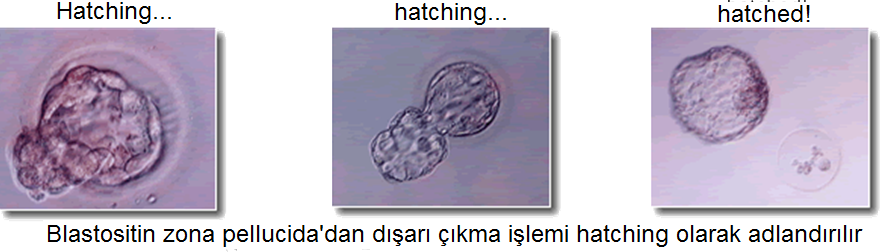 Hatching...
hatching...
hatched!
Blastositin zona pellucida'dan dışarı çıkma işlemi hatching olarak adlandırılır